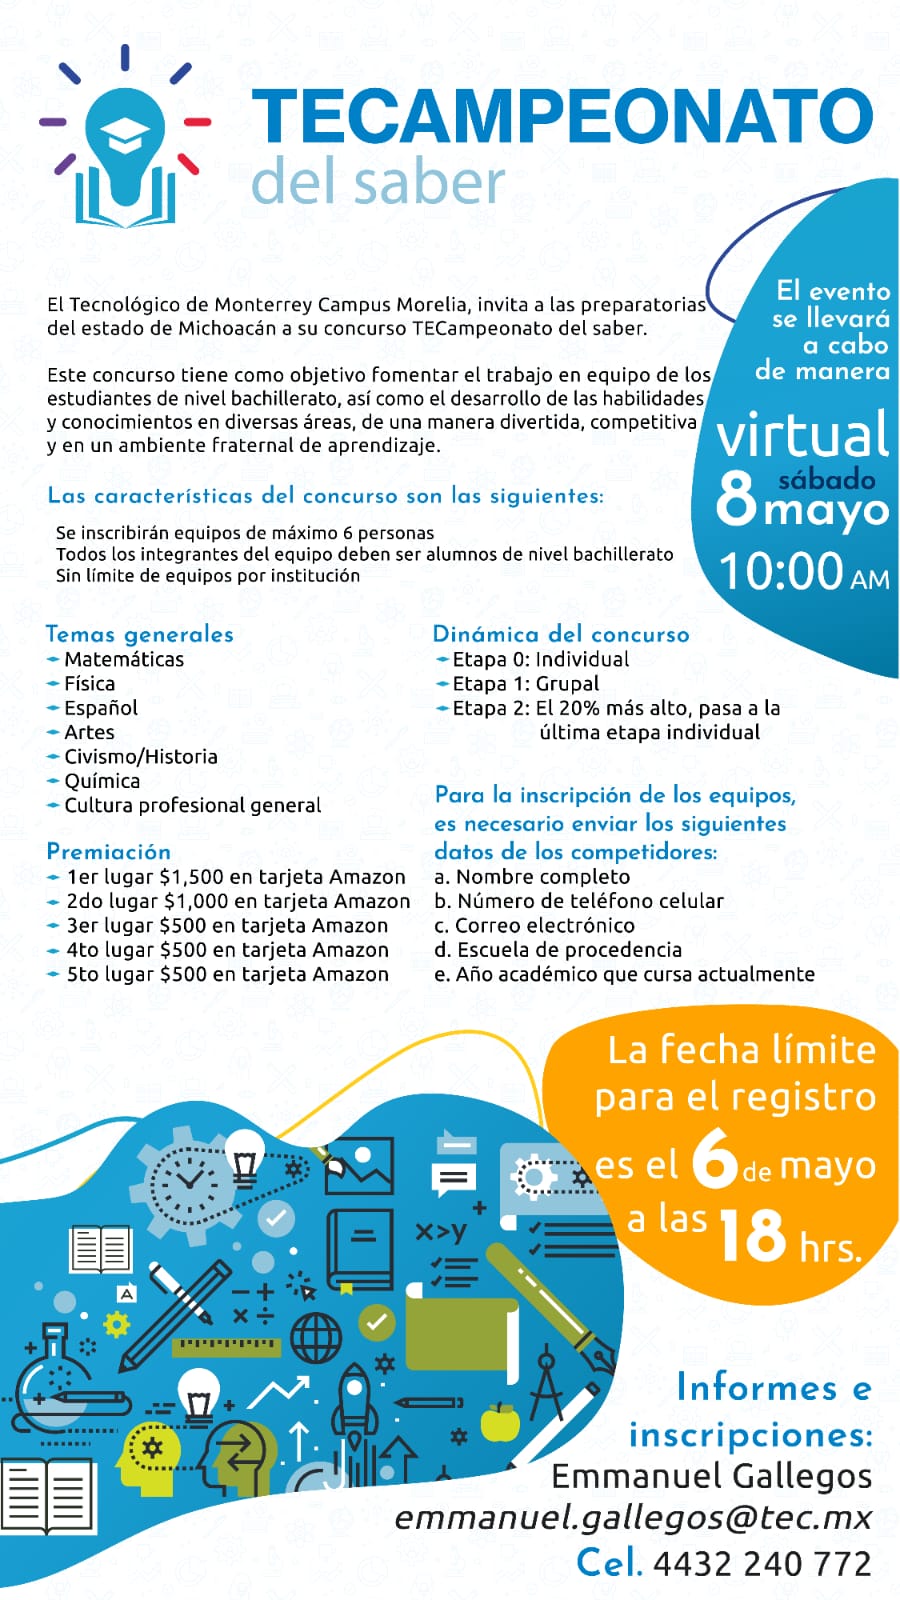 TECAMPEONATO
del saber
El Tecnológico de Monterrey Campus Morelia, invita a las preparatorias
del estado de Michoacán a su concurso TECampeonato del saber.
Este concurso tiene como objetivo fomentar el trabajo en equipo de los
estudiantes de nivel bachillerato, así como el desarrollo de las habilidades
y conocimientos en diversas áreas, de una manera divertida, competitiva
y en un ambiente fraternal de aprendizaje.
El evento
se llevará
a cabo
de manera
virtual
sábado
8 mayo
10:00 AM
Las características del concurso son las siguientes:
Se inscribirán equipos de máximo 6 personas
Todos los integrantes del equipo deben ser alumnos de nivel bachillerato
Sin límite de equipos por institución
Temas generales
Matemáticas
Física
Español
Artes
Civismo/Historia
Química
Cultura profesional general
Dinámica del concurso
Etapa 0: Individual
Etapa 1: Grupal
Etapa 2: El 20% más alto, pasa a la
última etapa individual
Premiación
1er lugar $1,500 en tarjeta Amazon
2do lugar $1,000 en tarjeta Amazon
3er lugar $500 en tarjeta Amazon
4to lugar $500 en tarjeta Amazon
5to lugar $500 en tarjeta Amazon
Para la inscripción de los equipos,
es necesario enviar los siguientes
datos de los competidores:
a. Nombre completo
b. Número de teléfono celular
c. Correo electrónico
d. Escuela de procedencia
e. Año académico que cursa actualmente
La fecha límite
para el registro
es el 6 de mayo
a las 18 hrs.
x>y
A
Informes e
inscripciones:
Emmanuel Gallegos
emmanuel.gallegos@tec.mx
Cel. 4432 240 772